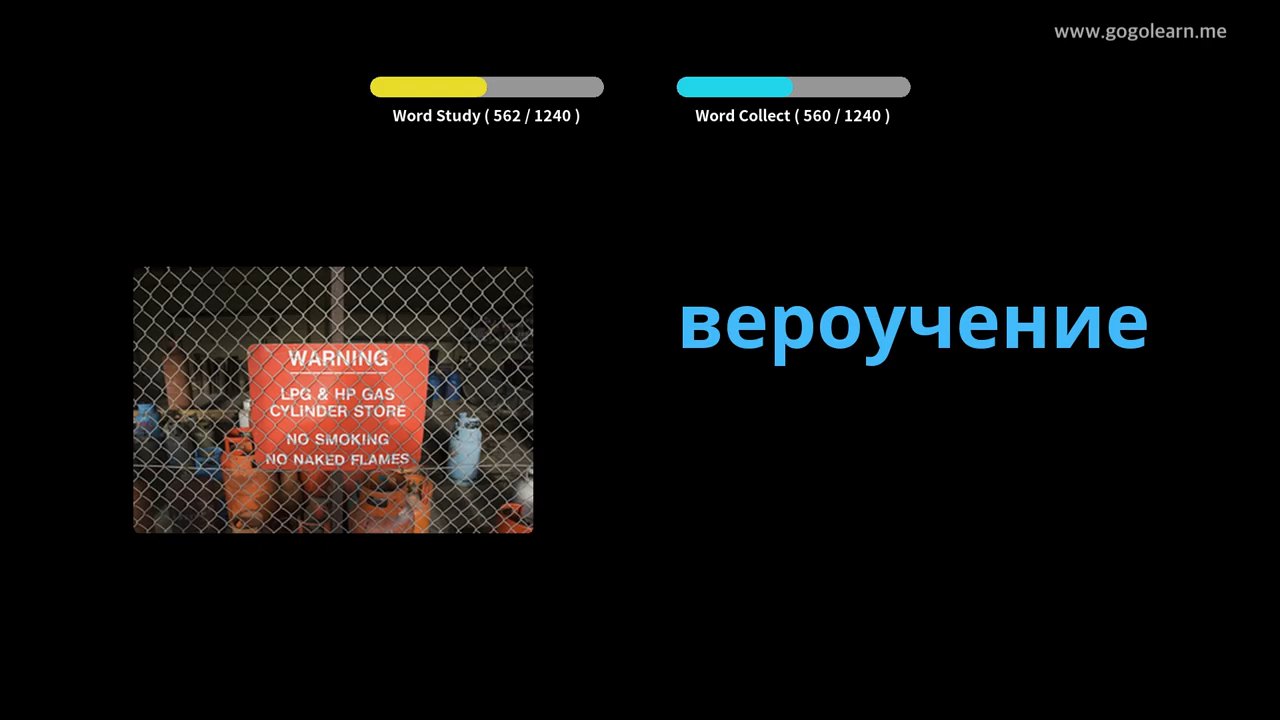 www.gogolearn.me
Word Study ( 562 / 1240 )
Word Collect ( 560 / 1240 )
вероучение
WARNING
LPG & HP GAS
CYLINDER STORE
NO SMOKING
NO NAKED FLAMES